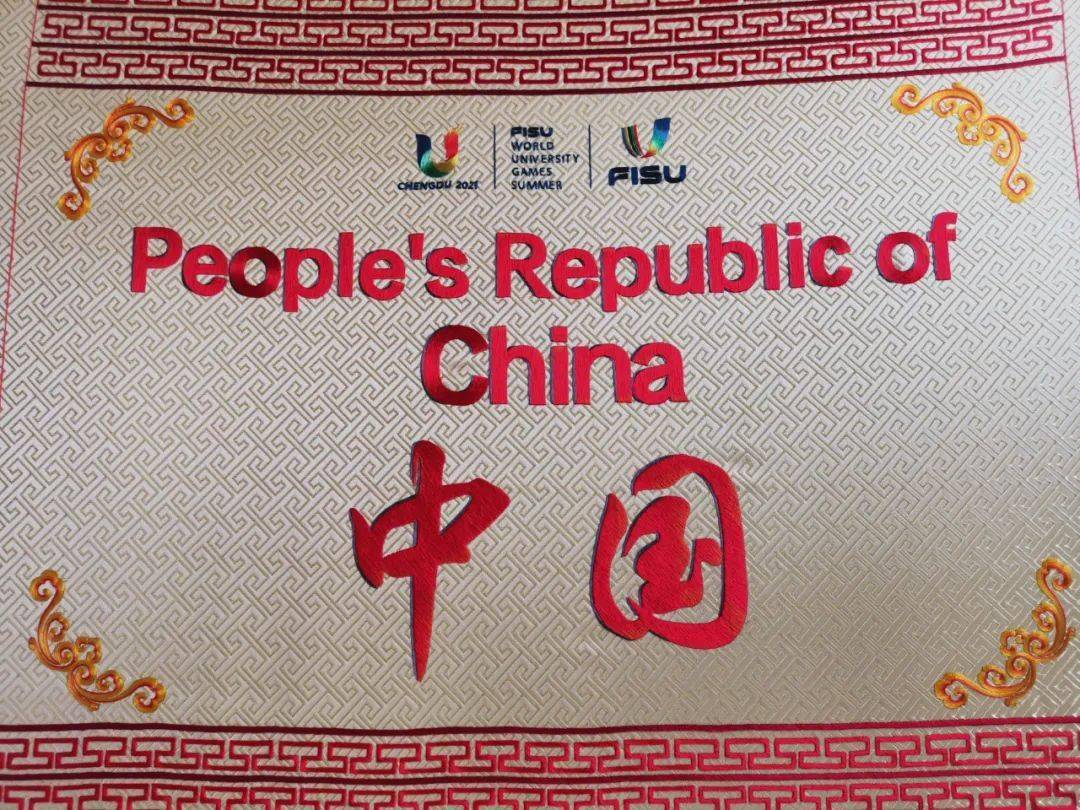 CHENGDU 2021
FISU
WORLD
UNIVERSITY
GAMES
SUMMER
FISU
People's Republic of
China
中国